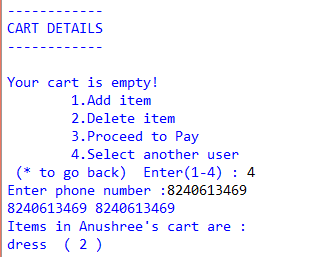 ------------
CART DETAILS
------------
Your cart is empty!
1.Add item
2.Delete item
3.Proceed to Pay
4.Select another user
(* to go back)  Enter(1-4) : 4
Enter phone number :8240613469
8240613469 8240613469
Items in Anushree's cart are :
dress  ( 2 )